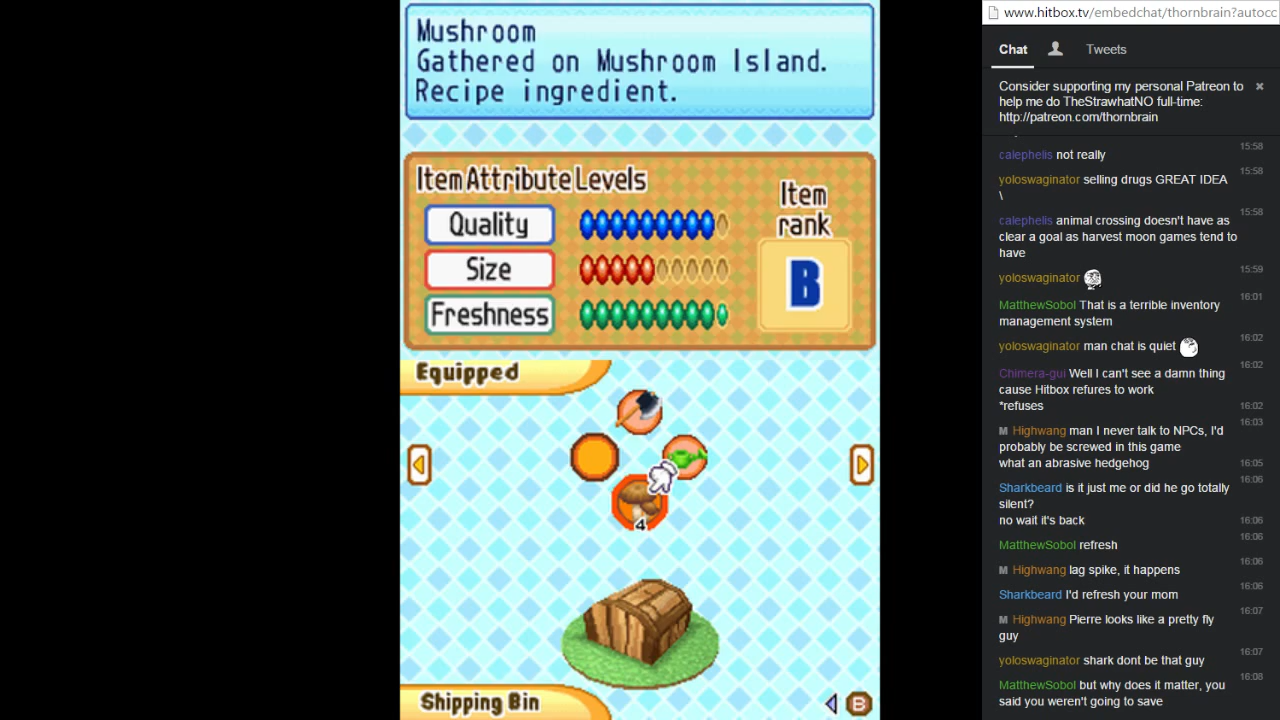 Mushroom
Gathered on Mushroom Island.
Recipe ingredient.
Item Attribute Levels
Quality
Size
Freshness
Item
rank
B
Equipped
4
Shipping Bin
B
www.hitbox.tv/embedchat/thornbrain?autocc
Chat
Tweets
Consider supporting my personal Patreon to
help me do TheStrawhatNO full-time:
http://patreon.com/thornbrain
calephelis not really 15:58
yoloswaginator selling drugs GREAT IDEA 15:58
\
calephelis animal crossing doesn't have as 15:58
clear a goal as harvest moon games tend to
have
yoloswaginator 15:59
MatthewSobol That is a terrible inventory 16:01
management system
yoloswaginator man chat is quiet 16:02
Chimera-gui Well I can't see a damn thing 16:02
cause Hitbox refures to work
*refuses 16:02
M Highwang man I never talk to NPCs, I'd 16:03
probably be screwed in this game
what an abrasive hedgehog 16:05
Sharkbeard is it just me or did he go totally 16:06
silent?
no wait it's back 16:06
MatthewSobol refresh 16:06
M Highwang lag spike, it happens 16:06
Sharkbeard I'd refresh your mom 16:06
M Highwang Pierre looks like a pretty fly 16:07
guy
yoloswaginator shark dont be that guy 16:07
MatthewSobol but why does it matter, you 16:08
said you weren't going to save